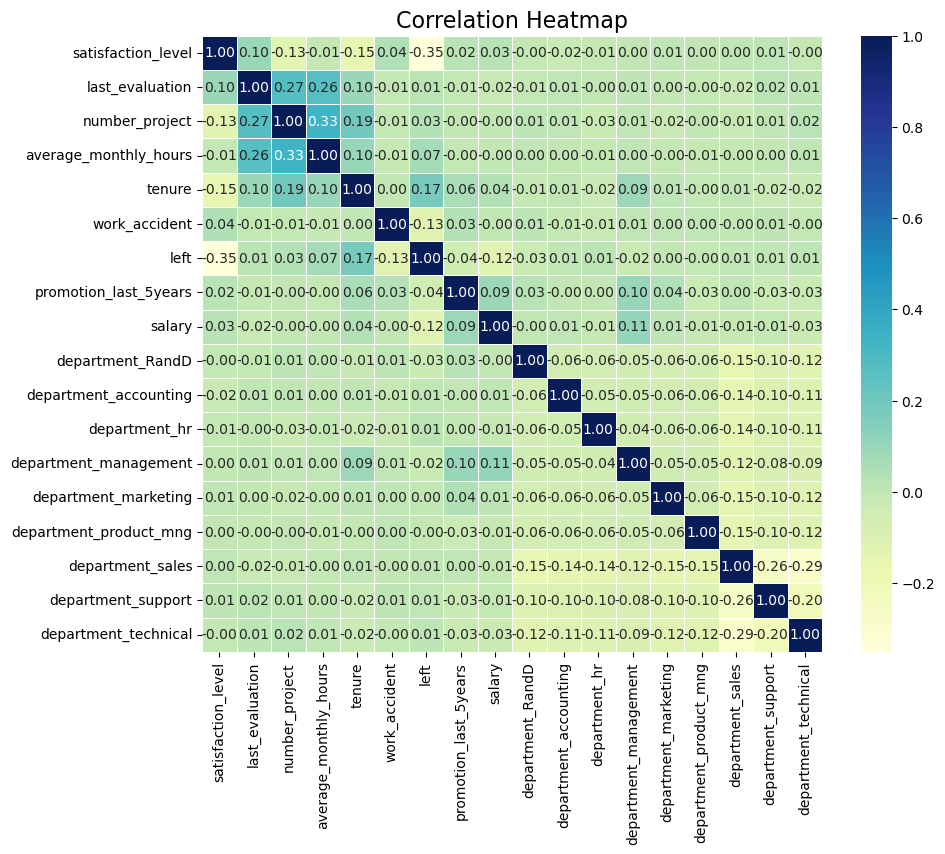 Correlation Heatmap
satisfaction_level 1.00 0.10 -0.13 -0.01 -0.15 0.04 -0.35 0.02 0.03 -0.00 -0.02 -0.01 0.00 0.01 0.00 0.00 0.01 -0.00
last_evaluation 0.10 1.00 0.27 0.26 0.10 -0.01 0.01 -0.01 -0.02 -0.01 0.01 -0.00 0.01 0.00 -0.00 -0.02 0.02 0.01
number_project -0.13 0.27 1.00 0.33 0.19 -0.01 0.03 -0.00 -0.00 0.01 0.01 -0.03 0.01 -0.02 -0.00 -0.01 0.01 0.02
average_monthly_hours -0.01 0.26 0.33 1.00 0.10 -0.01 0.07 -0.00 -0.00 0.00 0.00 -0.01 0.00 -0.00 -0.01 -0.00 0.00 0.01
tenure -0.15 0.10 0.19 0.10 1.00 0.00 0.17 0.06 0.04 -0.01 0.01 -0.02 0.09 0.01 -0.00 0.01 -0.02 -0.02
work_accident 0.04 -0.01 -0.01 -0.01 0.00 1.00 -0.13 0.03 -0.00 0.01 -0.01 -0.01 0.01 0.00 0.00 -0.00 0.01 -0.00
left -0.35 0.01 0.03 0.07 0.17 -0.13 1.00 -0.04 -0.12 -0.03 0.01 0.01 -0.02 0.00 -0.00 0.01 0.01 0.01
promotion_last_5years 0.02 -0.01 -0.00 -0.00 0.06 0.03 -0.04 1.00 0.09 0.03 -0.00 0.00 0.10 0.04 -0.03 0.00 -0.03 -0.03
salary 0.03 -0.02 -0.00 -0.00 0.04 -0.00 -0.12 0.09 1.00 -0.00 0.01 -0.01 0.11 0.01 -0.01 -0.01 -0.01 -0.03
department_RandD -0.00 -0.01 0.01 0.00 -0.01 0.01 -0.03 0.03 -0.00 1.00 -0.06 -0.06 -0.05 -0.06 -0.06 -0.15 -0.10 -0.12
department_accounting -0.02 0.01 0.01 0.00 0.01 -0.01 0.01 -0.00 0.01 -0.06 1.00 -0.05 -0.05 -0.06 -0.06 -0.14 -0.10 -0.11
department_hr -0.01 -0.00 -0.03 -0.01 -0.02 -0.01 0.01 0.00 -0.01 -0.06 -0.05 1.00 -0.04 -0.06 -0.06 -0.14 -0.10 -0.11
department_management 0.00 0.01 0.01 0.00 0.09 0.01 -0.02 0.10 0.11 -0.05 -0.05 -0.04 1.00 -0.05 -0.05 -0.12 -0.08 -0.09
department_marketing 0.01 0.00 -0.02 -0.00 0.01 0.00 0.00 0.04 0.01 -0.06 -0.06 -0.06 -0.05 1.00 -0.06 -0.15 -0.10 -0.12
department_product_mng 0.00 -0.00 -0.00 -0.01 -0.00 0.00 -0.00 -0.03 -0.01 -0.06 -0.06 -0.06 -0.05 -0.06 1.00 -0.15 -0.10 -0.12
department_sales 0.00 -0.02 -0.01 -0.00 0.01 -0.00 0.01 0.00 -0.01 -0.15 -0.14 -0.14 -0.12 -0.15 -0.15 1.00 -0.26 -0.29
department_support 0.01 0.02 0.01 0.00 -0.02 0.01 0.01 -0.03 -0.01 -0.10 -0.10 -0.10 -0.08 -0.10 -0.10 -0.26 1.00 -0.20
department_technical -0.00 0.01 0.02 0.01 -0.02 -0.00 0.01 -0.03 -0.03 -0.12 -0.11 -0.11 -0.09 -0.12 -0.12 -0.29 -0.20 1.00
satisfaction_level
last_evaluation
number_project
average_monthly_hours
tenure
work_accident
left
promotion_last_5years
salary
department_RandD
department_accounting
department_hr
department_management
department_marketing
department_product_mng
department_sales
department_support
department_technical
1.0
0.8
0.6
0.4
0.2
0.0
−0.2